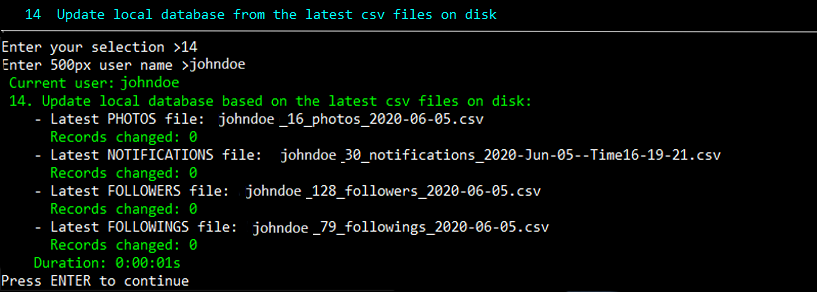 14 Update local database from the latest csv files on disk
Enter your selection >14
Enter 500px user name >johndoe
Current user: johndoe
14. Update local database based on the latest csv files on disk:
- Latest PHOTOS file: johndoe _16_photos_2020-06-05.csv
Records changed: 0
- Latest NOTIFICATIONS file: johndoe _30_notifications_2020-Jun-05--Time16-19-21.csv
Records changed: 0
- Latest FOLLOWERS file: johndoe _128_followers_2020-06-05.csv
Records changed: 0
- Latest FOLLOWINGS file: johndoe _79_followings_2020-06-05.csv
Records changed: 0
Duration: 0:00:01s
Press ENTER to continue